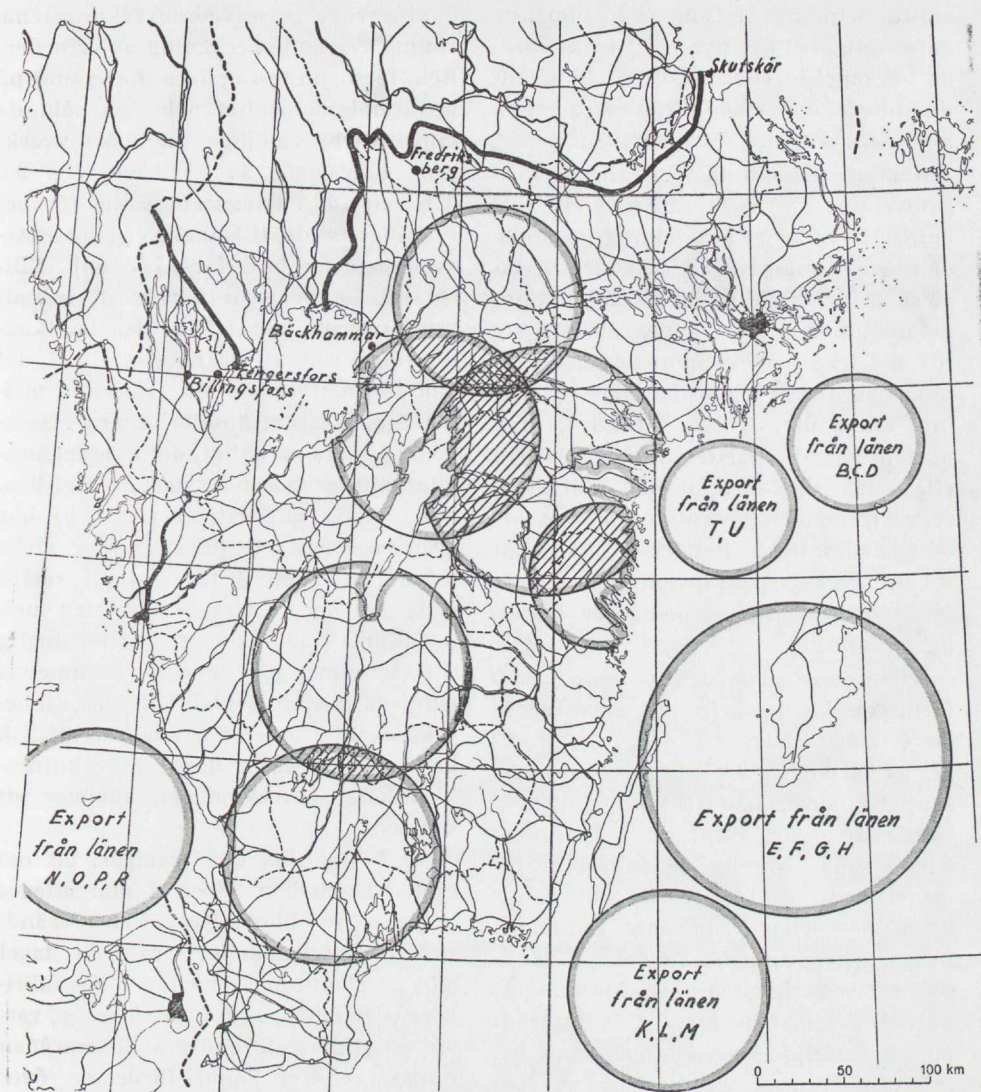 Skutskär
Fredriks
berg
Bäckhammar
Fengersfors
Billingsfors
Export
från länen
B.C.D
Export
från länen
T, U
Export från länen
E, F, G, H
Export
från länen
N, O, P, R
Export
från länen
K, L, M
0 50 100 km